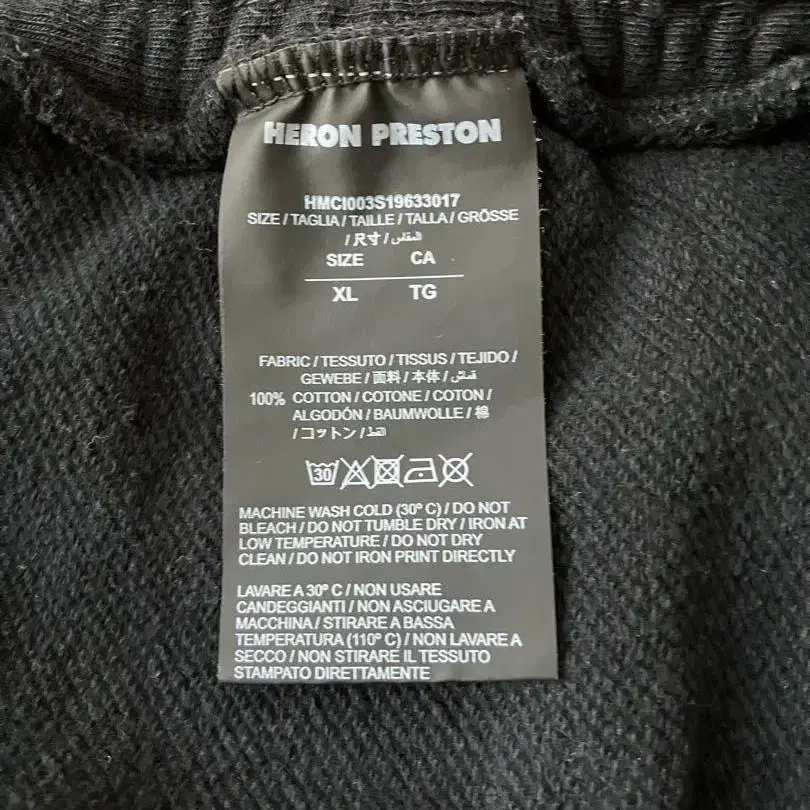 HERON PRESTON
HMCI003S19633017
SIZE / TAGLIA / TAILLE / TALLA / GRÖSSE
/ 尺寸 / المقاس
SIZE CA
XL TG
FABRIC / TESSUTO / TISSUS / TEJIDO /
GEWEBE / 面料 / 本体 / قماش
100% COTTON / COTONE / COTON /
ALGODÓN / BAUMWOLLE / 棉
/ コットン / القطن
30
MACHINE WASH COLD (30º C) / DO NOT
BLEACH / DO NOT TUMBLE DRY / IRON AT
LOW TEMPERATURE / DO NOT DRY
CLEAN / DO NOT IRON PRINT DIRECTLY
LAVARE A 30º C / NON USARE
CANDEGGIANTI / NON ASCIUGARE A
MACCHINA / STIRARE A BASSA
TEMPERATURA (110º C) / NON LAVARE A
SECCO / NON STIRARE IL TESSUTO
STAMPATO DIRETTAMENTE